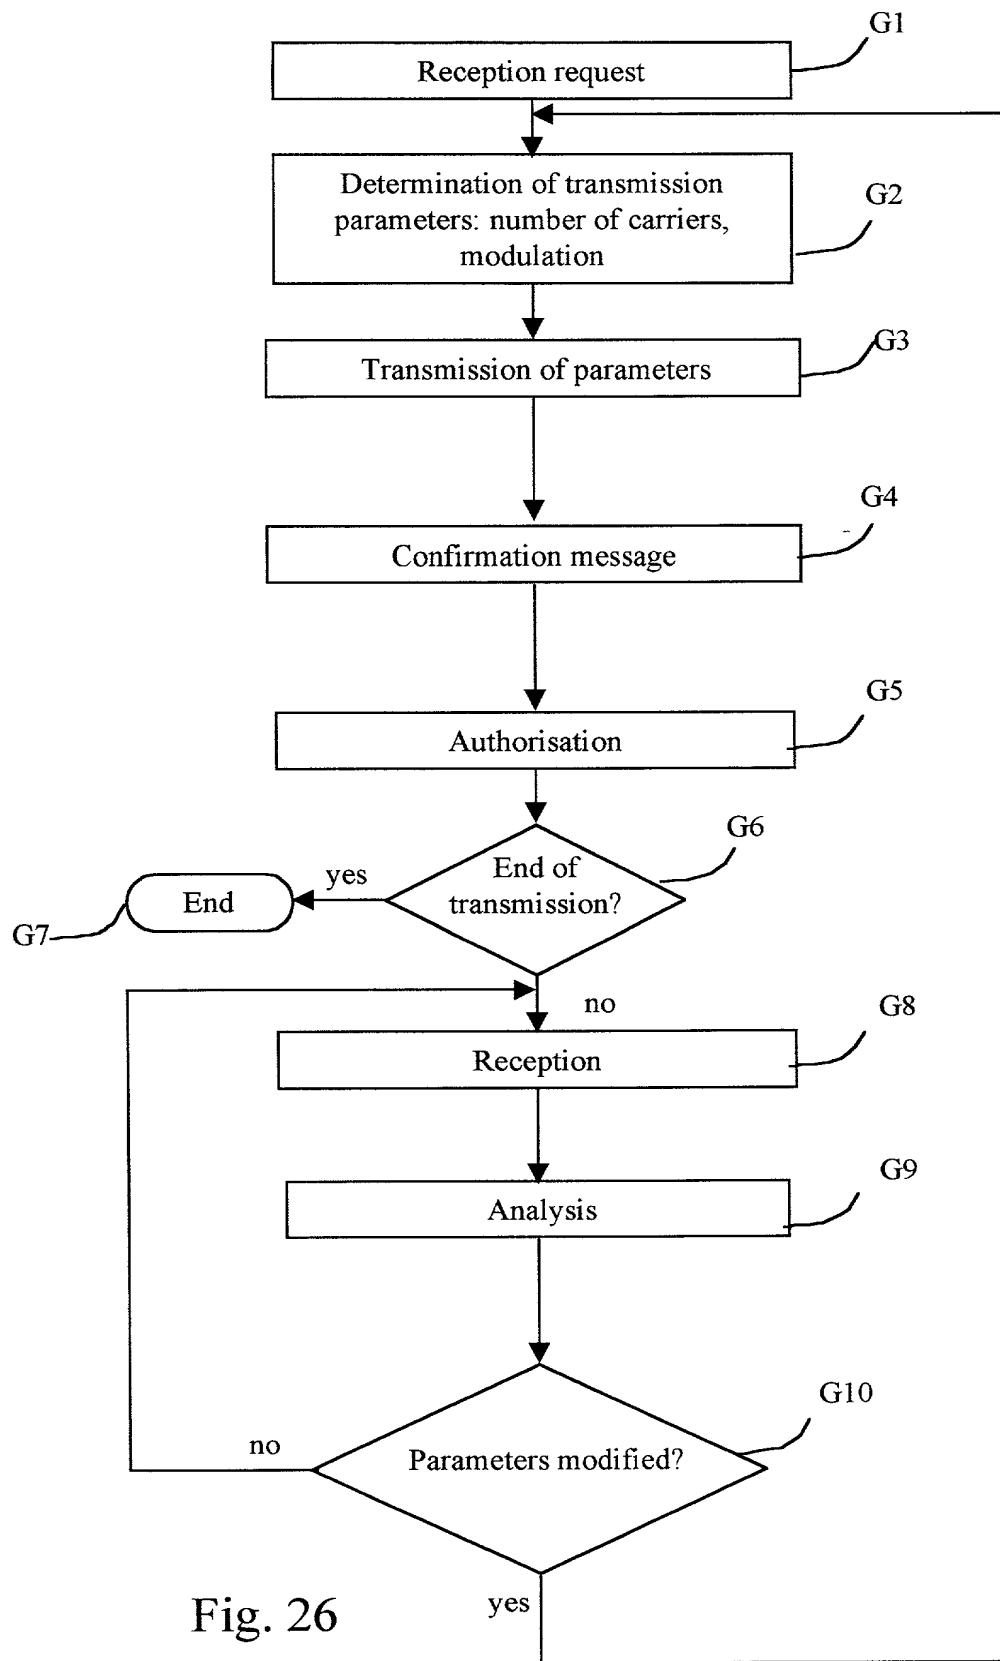 G1
Reception request
Determination of transmission
parameters: number of carriers,
modulation
G2
G3
Transmission of parameters
G4
Confirmation message
G5
Authorisation
G6
End of
transmission?
yes
End
G7
no
G8
Reception
G9
Analysis
G10
Parameters modified?
no
yes
Fig. 26